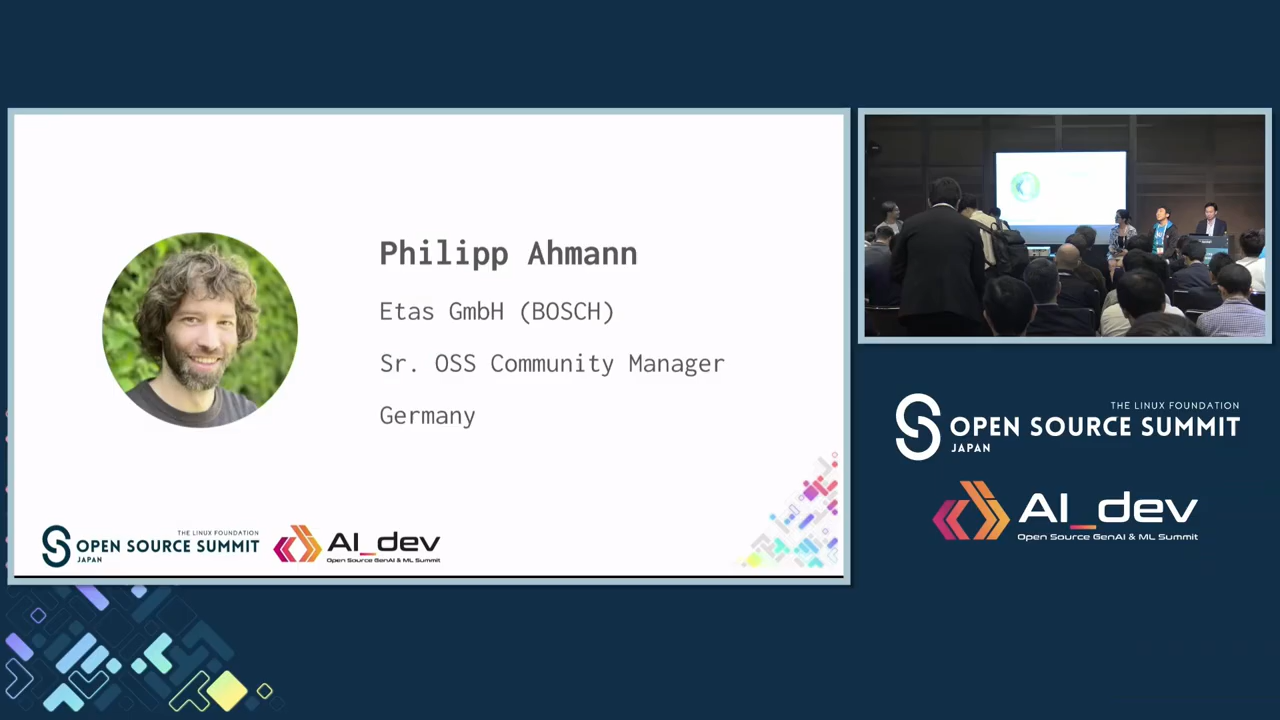 Philipp Ahmann
Etas GmbH (BOSCH)
Sr. OSS Community Manager
Germany
THE LINUX FOUNDATION
OPEN SOURCE SUMMIT
JAPAN
AI_dev
Open Source GenAI & ML Summit
THE LINUX FOUNDATION
OPEN SOURCE SUMMIT
JAPAN
AI_dev
Open Source GenAI & ML Summit